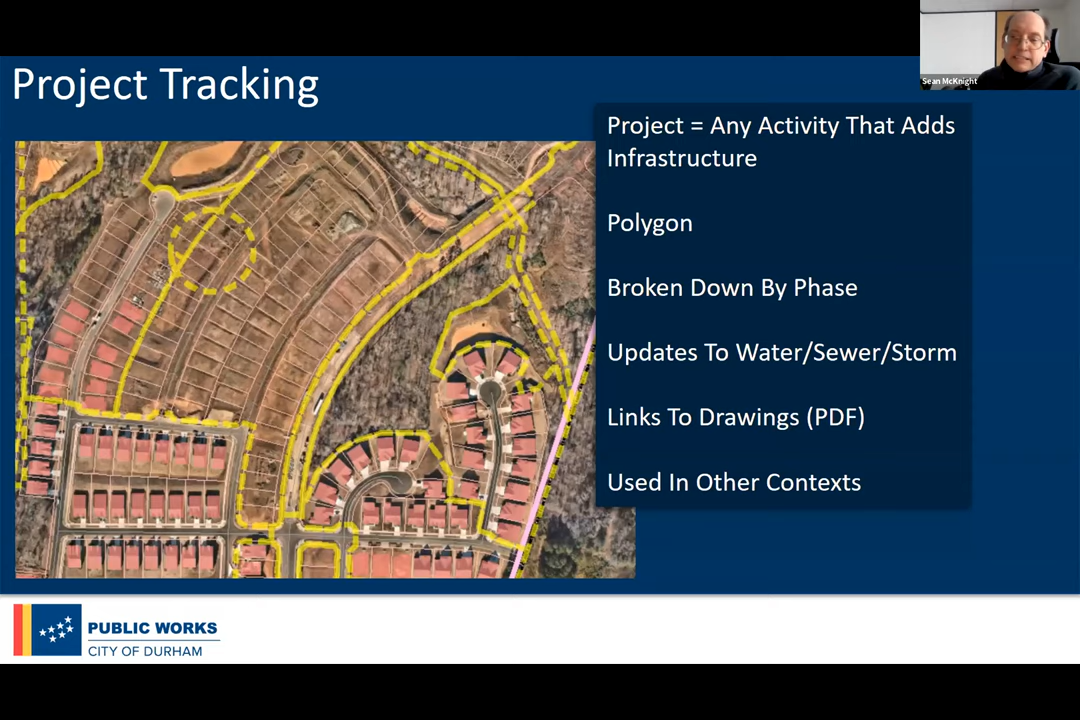 Sean McKnight
Project Tracking
Project = Any Activity That Adds
Infrastructure
Polygon
Broken Down By Phase
Updates To Water/Sewer/Storm
Links To Drawings (PDF)
Used In Other Contexts
PUBLIC WORKS
CITY OF DURHAM